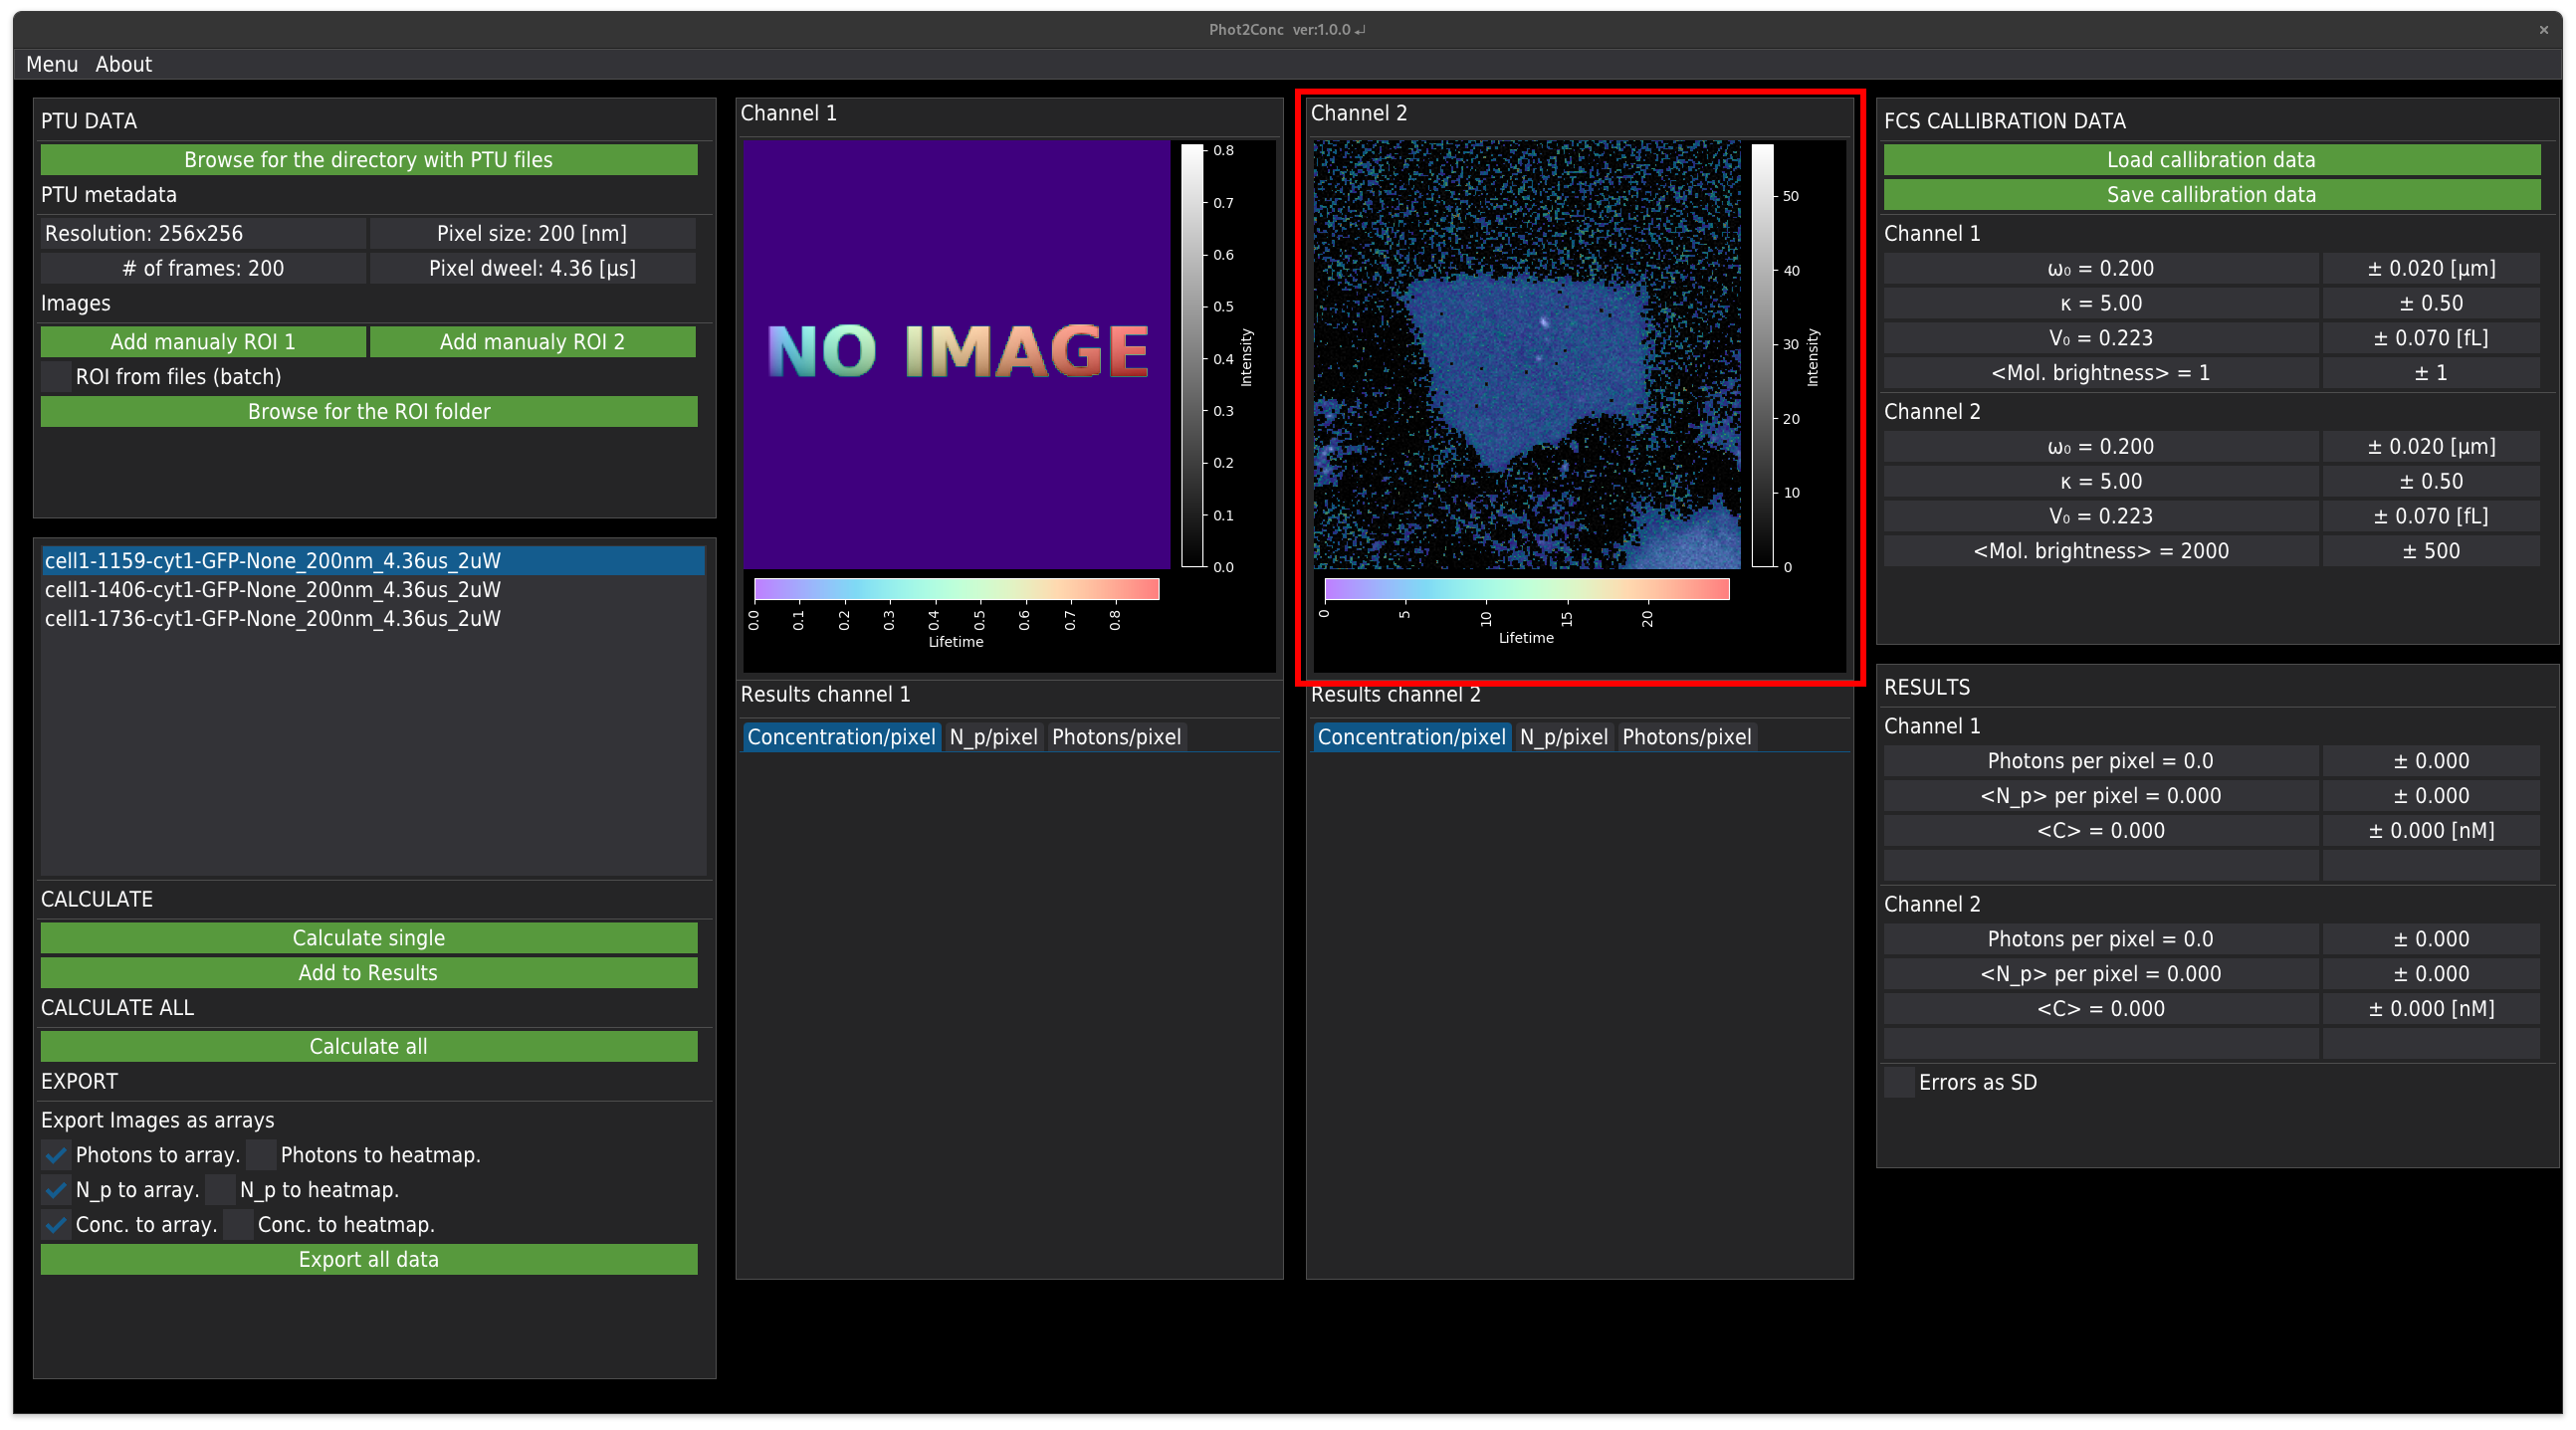 Phot2Conc ver:1.0.0
Menu About
PTU DATA
Browse for the directory with PTU files
PTU metadata
Resolution: 256x256 Pixel size: 200 [nm]
# of frames: 200 Pixel dweel: 4.36 [μs]
Images
Add manualy ROI 1 Add manualy ROI 2
ROI from files (batch)
Browse for the ROI folder
cell1-1159-cyt1-GFP-None_200nm_4.36us_2uW
cell1-1406-cyt1-GFP-None_200nm_4.36us_2uW
cell1-1736-cyt1-GFP-None_200nm_4.36us_2uW
CALCULATE
Calculate single
Add to Results
CALCULATE ALL
Calculate all
EXPORT
Export Images as arrays
Photons to array. Photons to heatmap.
N_p to array. N_p to heatmap.
Conc. to array. Conc. to heatmap.
Export all data
Channel 1
NO IMAGE
0.8
0.7
0.6
0.5
0.4
0.3
0.2
0.1
0.0
Intensity
0.0 0.1 0.2 0.3 0.4 0.5 0.6 0.7 0.8
Lifetime
Results channel 1
Concentration/pixel N_p/pixel Photons/pixel
Channel 2
50
40
30
20
10
0
Intensity
0 5 10 15 20
Lifetime
Results channel 2
Concentration/pixel N_p/pixel Photons/pixel
FCS CALLIBRATION DATA
Load callibration data
Save callibration data
Channel 1
ω₀ = 0.200 ± 0.020 [μm]
κ = 5.00 ± 0.50
V₀ = 0.223 ± 0.070 [fL]
<Mol. brightness> = 1 ± 1
Channel 2
ω₀ = 0.200 ± 0.020 [μm]
κ = 5.00 ± 0.50
V₀ = 0.223 ± 0.070 [fL]
<Mol. brightness> = 2000 ± 500
RESULTS
Channel 1
Photons per pixel = 0.0 ± 0.000
<N_p> per pixel = 0.000 ± 0.000
<C> = 0.000 ± 0.000 [nM]
Channel 2
Photons per pixel = 0.0 ± 0.000
<N_p> per pixel = 0.000 ± 0.000
<C> = 0.000 ± 0.000 [nM]
Errors as SD